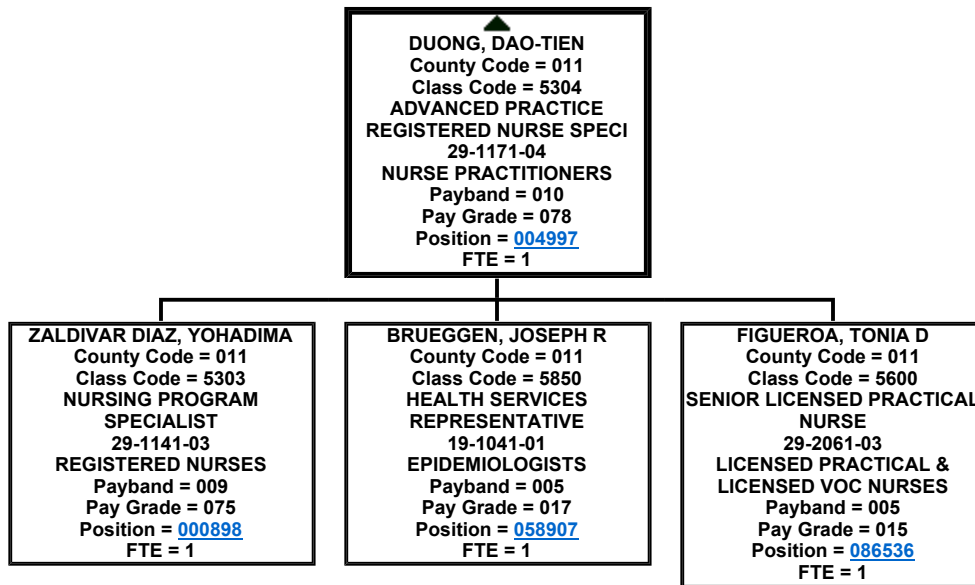 DUONG, DAO-TIEN
County Code = 011
Class Code = 5304
ADVANCED PRACTICE
REGISTERED NURSE SPECI
29-1171-04
NURSE PRACTITIONERS
Payband = 010
Pay Grade = 078
Position = 004997
FTE = 1
ZALDIVAR DIAZ, YOHADIMA
County Code = 011
Class Code = 5303
NURSING PROGRAM
SPECIALIST
29-1141-03
REGISTERED NURSES
Payband = 009
Pay Grade = 075
Position = 000898
FTE = 1
BRUEGGEN, JOSEPH R
County Code = 011
Class Code = 5850
HEALTH SERVICES
REPRESENTATIVE
19-1041-01
EPIDEMIOLOGISTS
Payband = 005
Pay Grade = 017
Position = 058907
FTE = 1
FIGUEROA, TONIA D
County Code = 011
Class Code = 5600
SENIOR LICENSED PRACTICAL
NURSE
29-2061-03
LICENSED PRACTICAL &
LICENSED VOC NURSES
Payband = 005
Pay Grade = 015
Position = 086536
FTE = 1